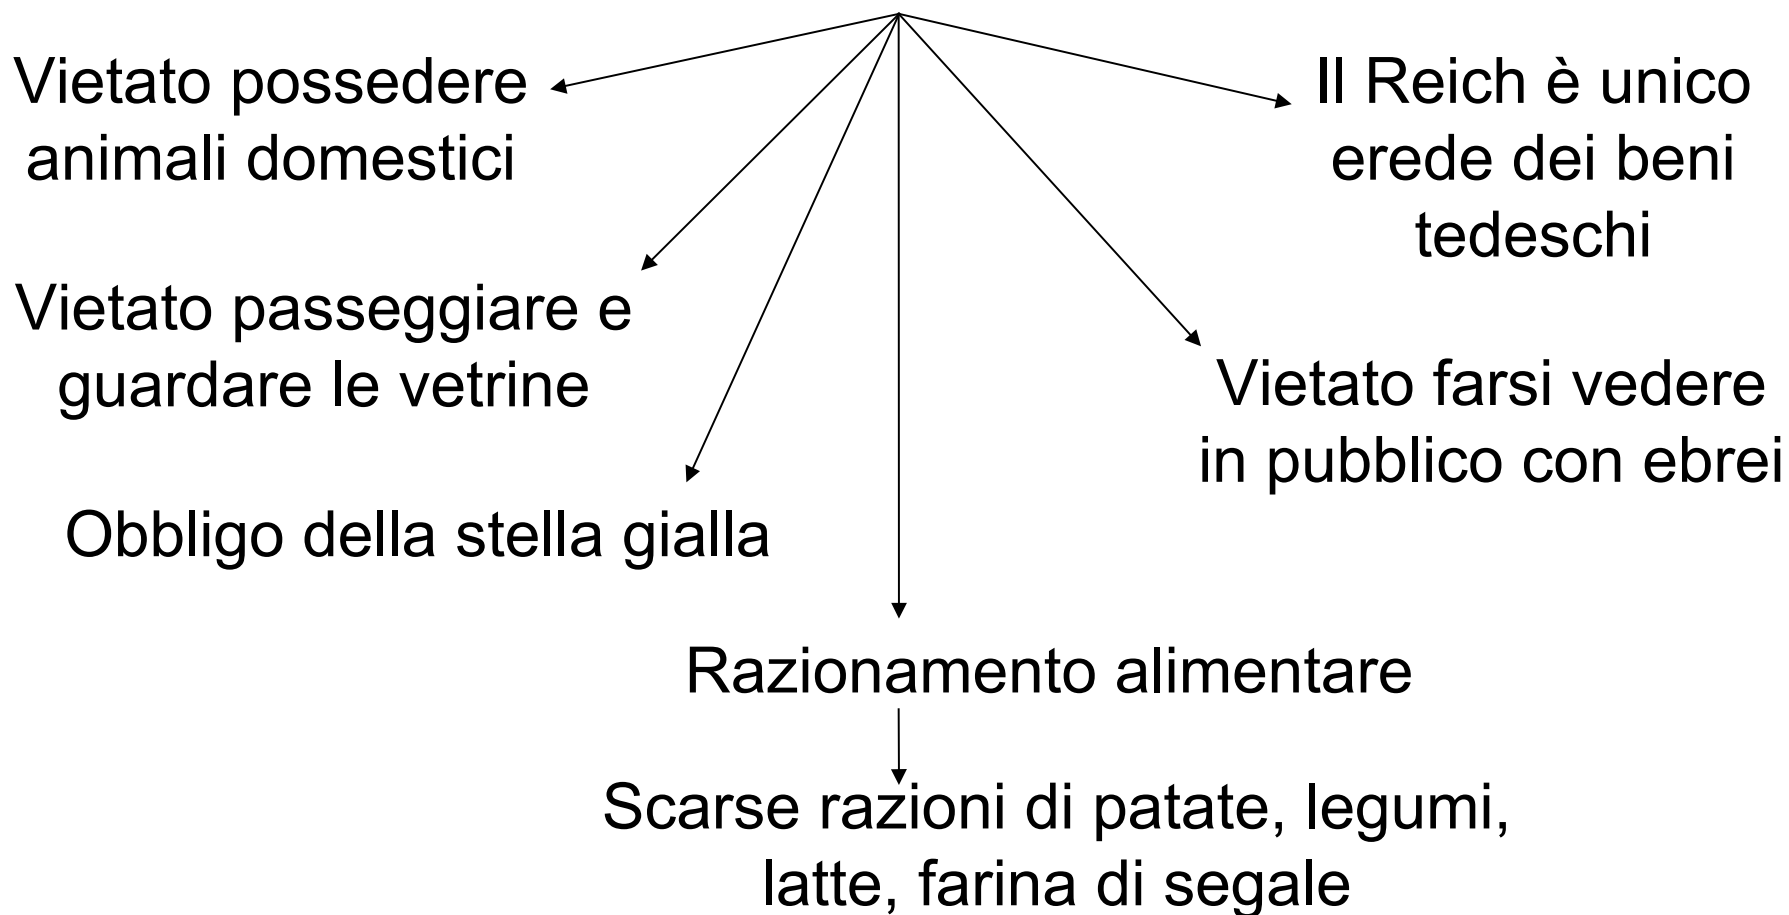 Vietato possedere
animali domestici
Il Reich è unico
erede dei beni
tedeschi
Vietato passeggiare e
guardare le vetrine
Vietato farsi vedere
in pubblico con ebrei
Obbligo della stella gialla
Razionamento alimentare
Scarse razioni di patate, legumi,
latte, farina di segale